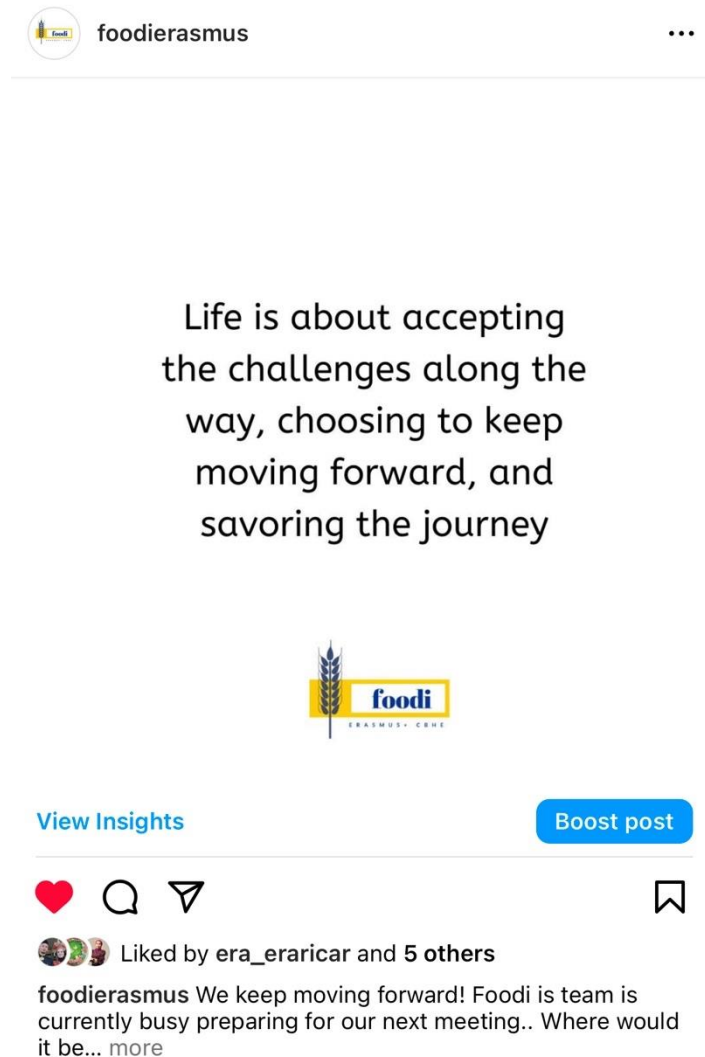 foodi
foodierasmus
Life is about accepting
the challenges along the
way, choosing to keep
moving forward, and
savoring the journey
foodi
ERASMUS+ CBHE
View Insights
Boost post
Liked by era_eraricar and 5 others
foodierasmus We keep moving forward! Foodi is team is
currently busy preparing for our next meeting.. Where would
it be... more